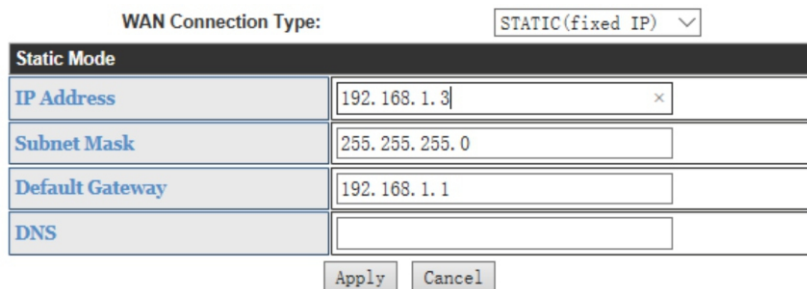 WAN Connection Type: STATIC(fixed IP)
Static Mode
IP Address 192.168.1.3 ×
Subnet Mask 255.255.255.0
Default Gateway 192.168.1.1
DNS
Apply Cancel